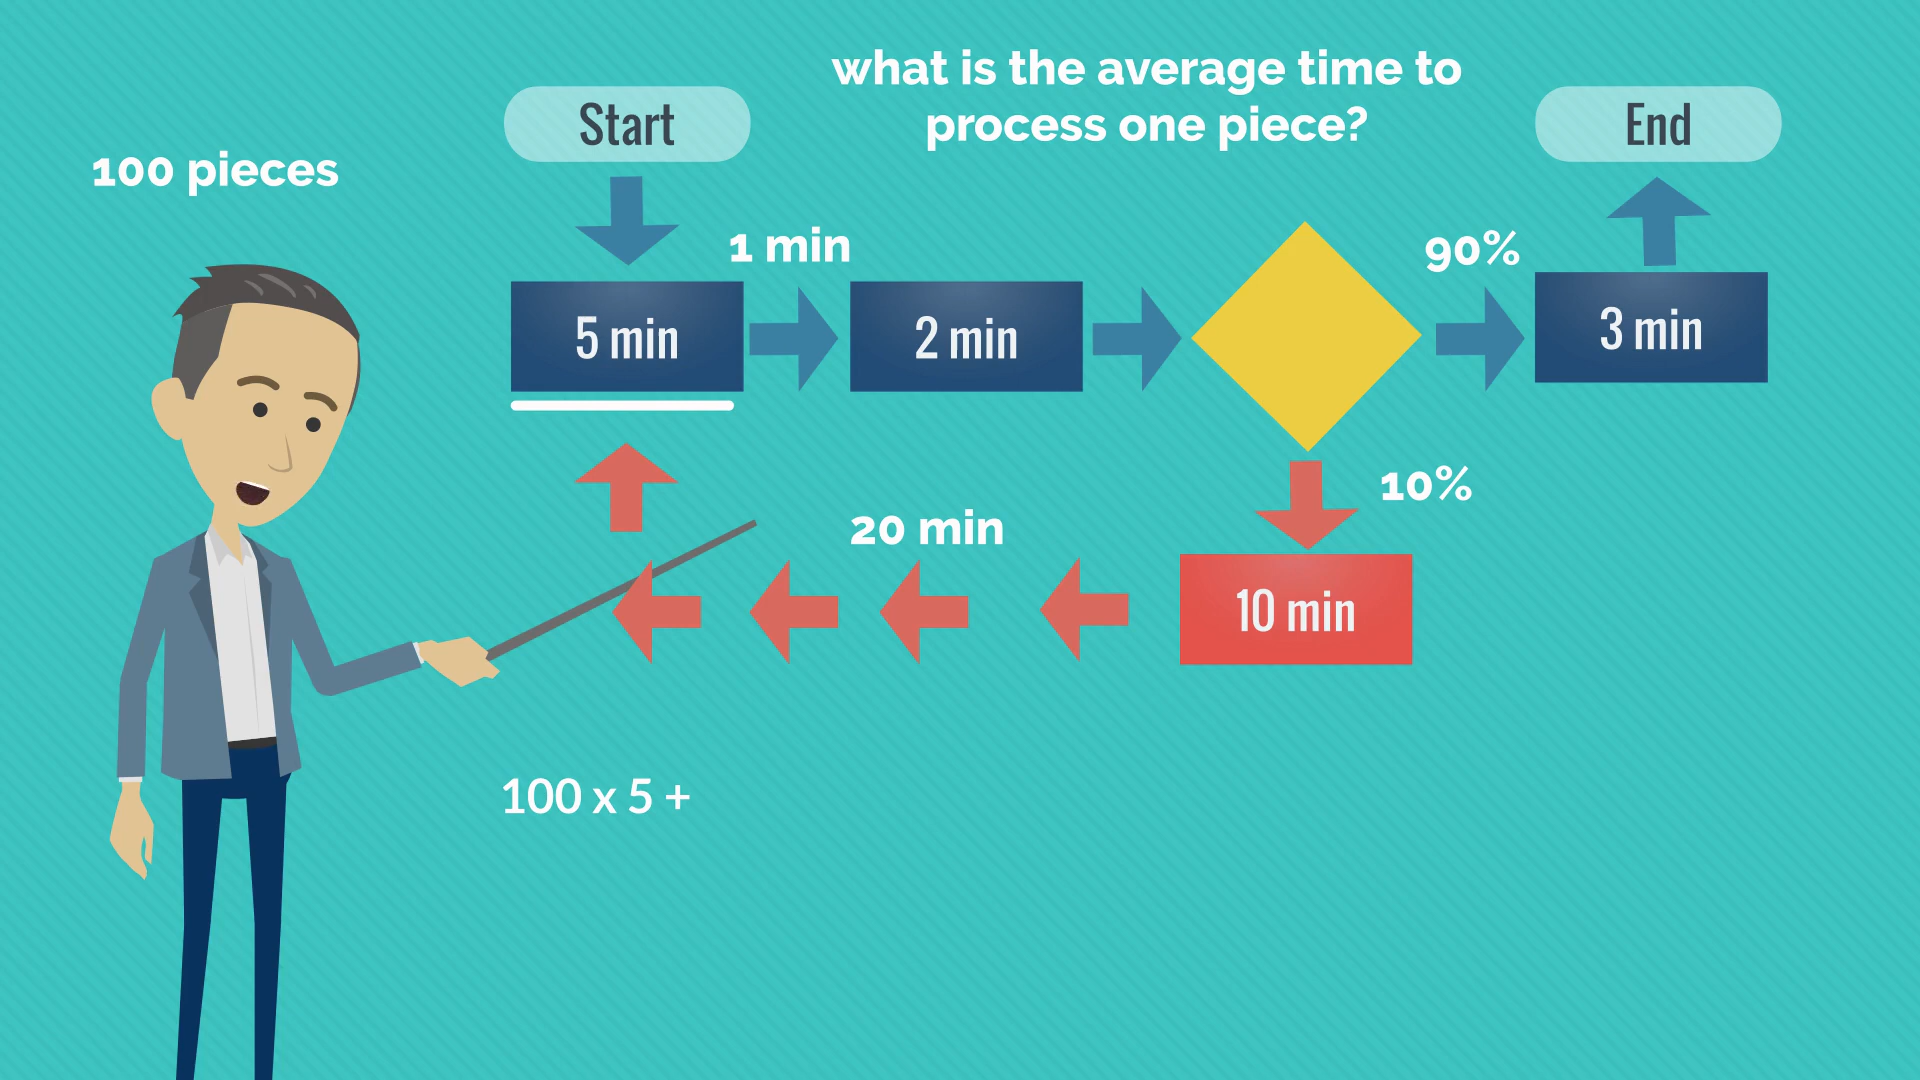 what is the average time to
process one piece?
Start
End
100 pieces
1 min
90%
5 min
2 min
3 min
10%
20 min
10 min
100 x 5 +